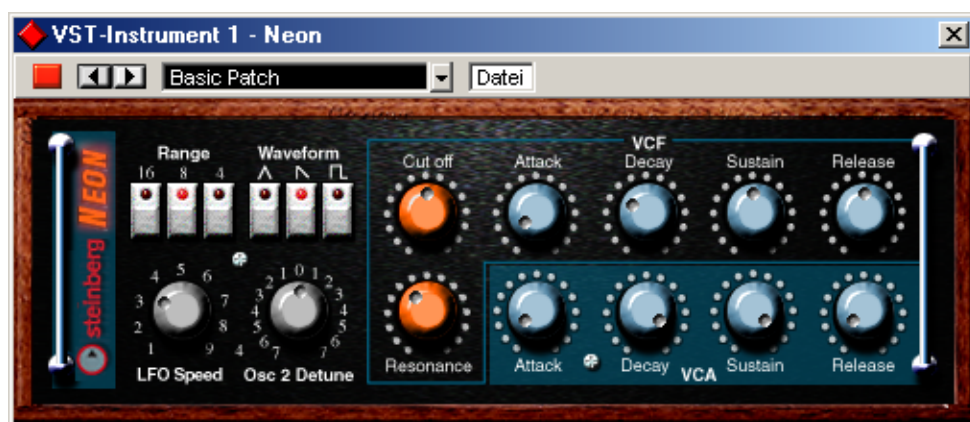 VST-Instrument 1 - Neon
Basic Patch
Datei
steinberg NEON
Range
16 8 4
Waveform
VCF
Cut off
Attack
Decay
Sustain
Release
1 2 3 4 5 6 7 8 9
LFO Speed
4 7 6 5 4 3 2 1 0 1 2 3 4 5 6 7
Osc 2 Detune
Resonance
Attack
Decay
VCA
Sustain
Release